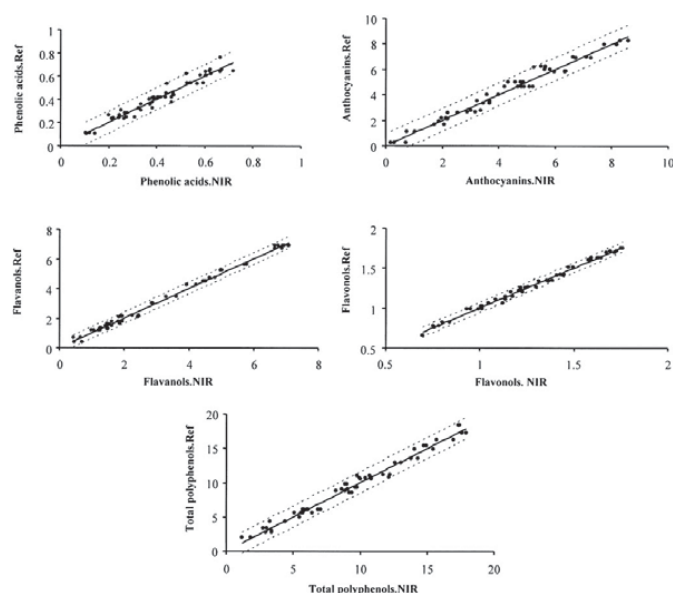 1
0.8
0.6
0.4
0.2
0
0 0.2 0.4 0.6 0.8 1
Phenolic acids.Ref
Phenolic acids.NIR
10
8
6
4
2
0
0 2 4 6 8 10
Anthocyanins.Ref
Anthocyanins.NIR
8
6
4
2
0
0 2 4 6 8
Flavanols.Ref
Flavanols.NIR
2
1.5
1
0.5
0.5 1 1.5 2
Flavonols.Ref
Flavonols. NIR
20
15
10
5
0
0 5 10 15 20
Total polyphenols.Ref
Total polyphenols.NIR